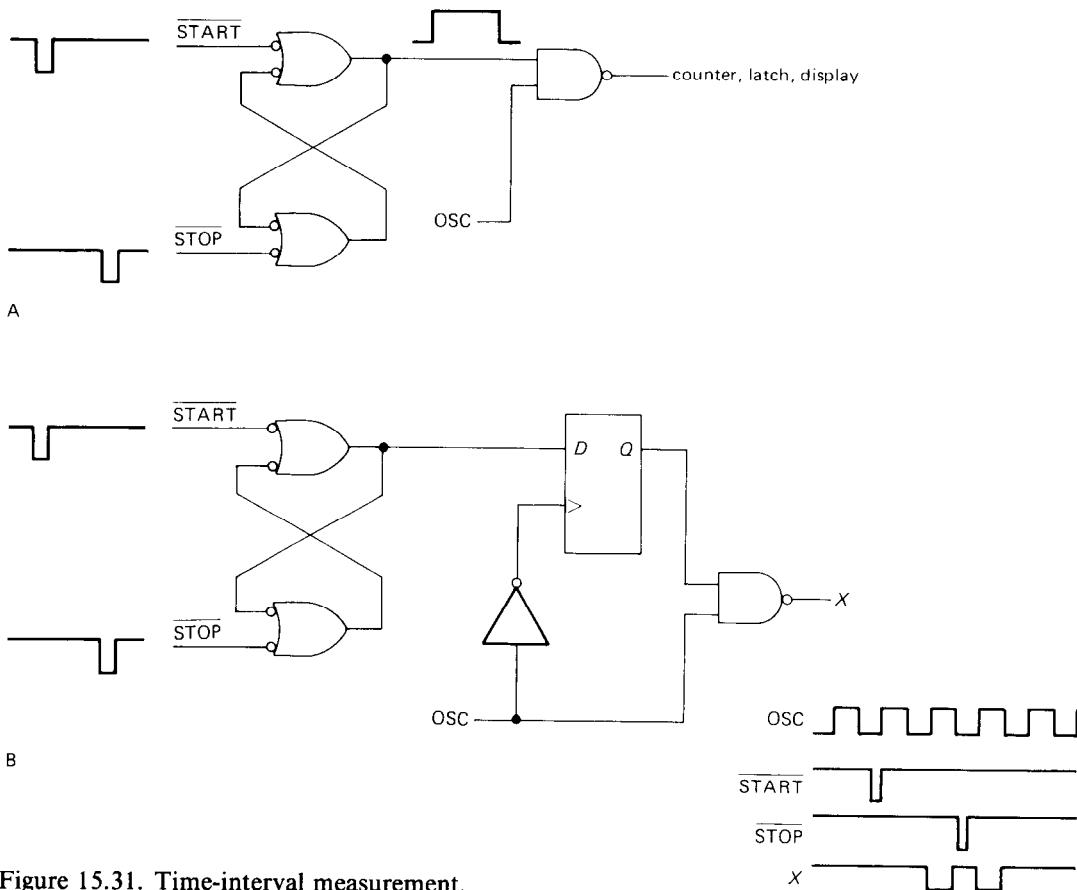 START
counter, latch, display
OSC
STOP
A
START
D Q
X
STOP
OSC
B
OSC
START
STOP
X
Figure 15.31. Time-interval measurement.